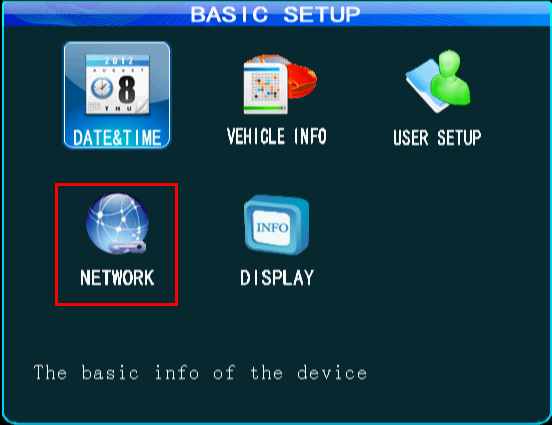 BASIC SETUP
2012
AUGUST
8
THU
DATE&TIME
VEHICLE INFO
USER SETUP
NETWORK
INFO
DISPLAY
The basic info of the device